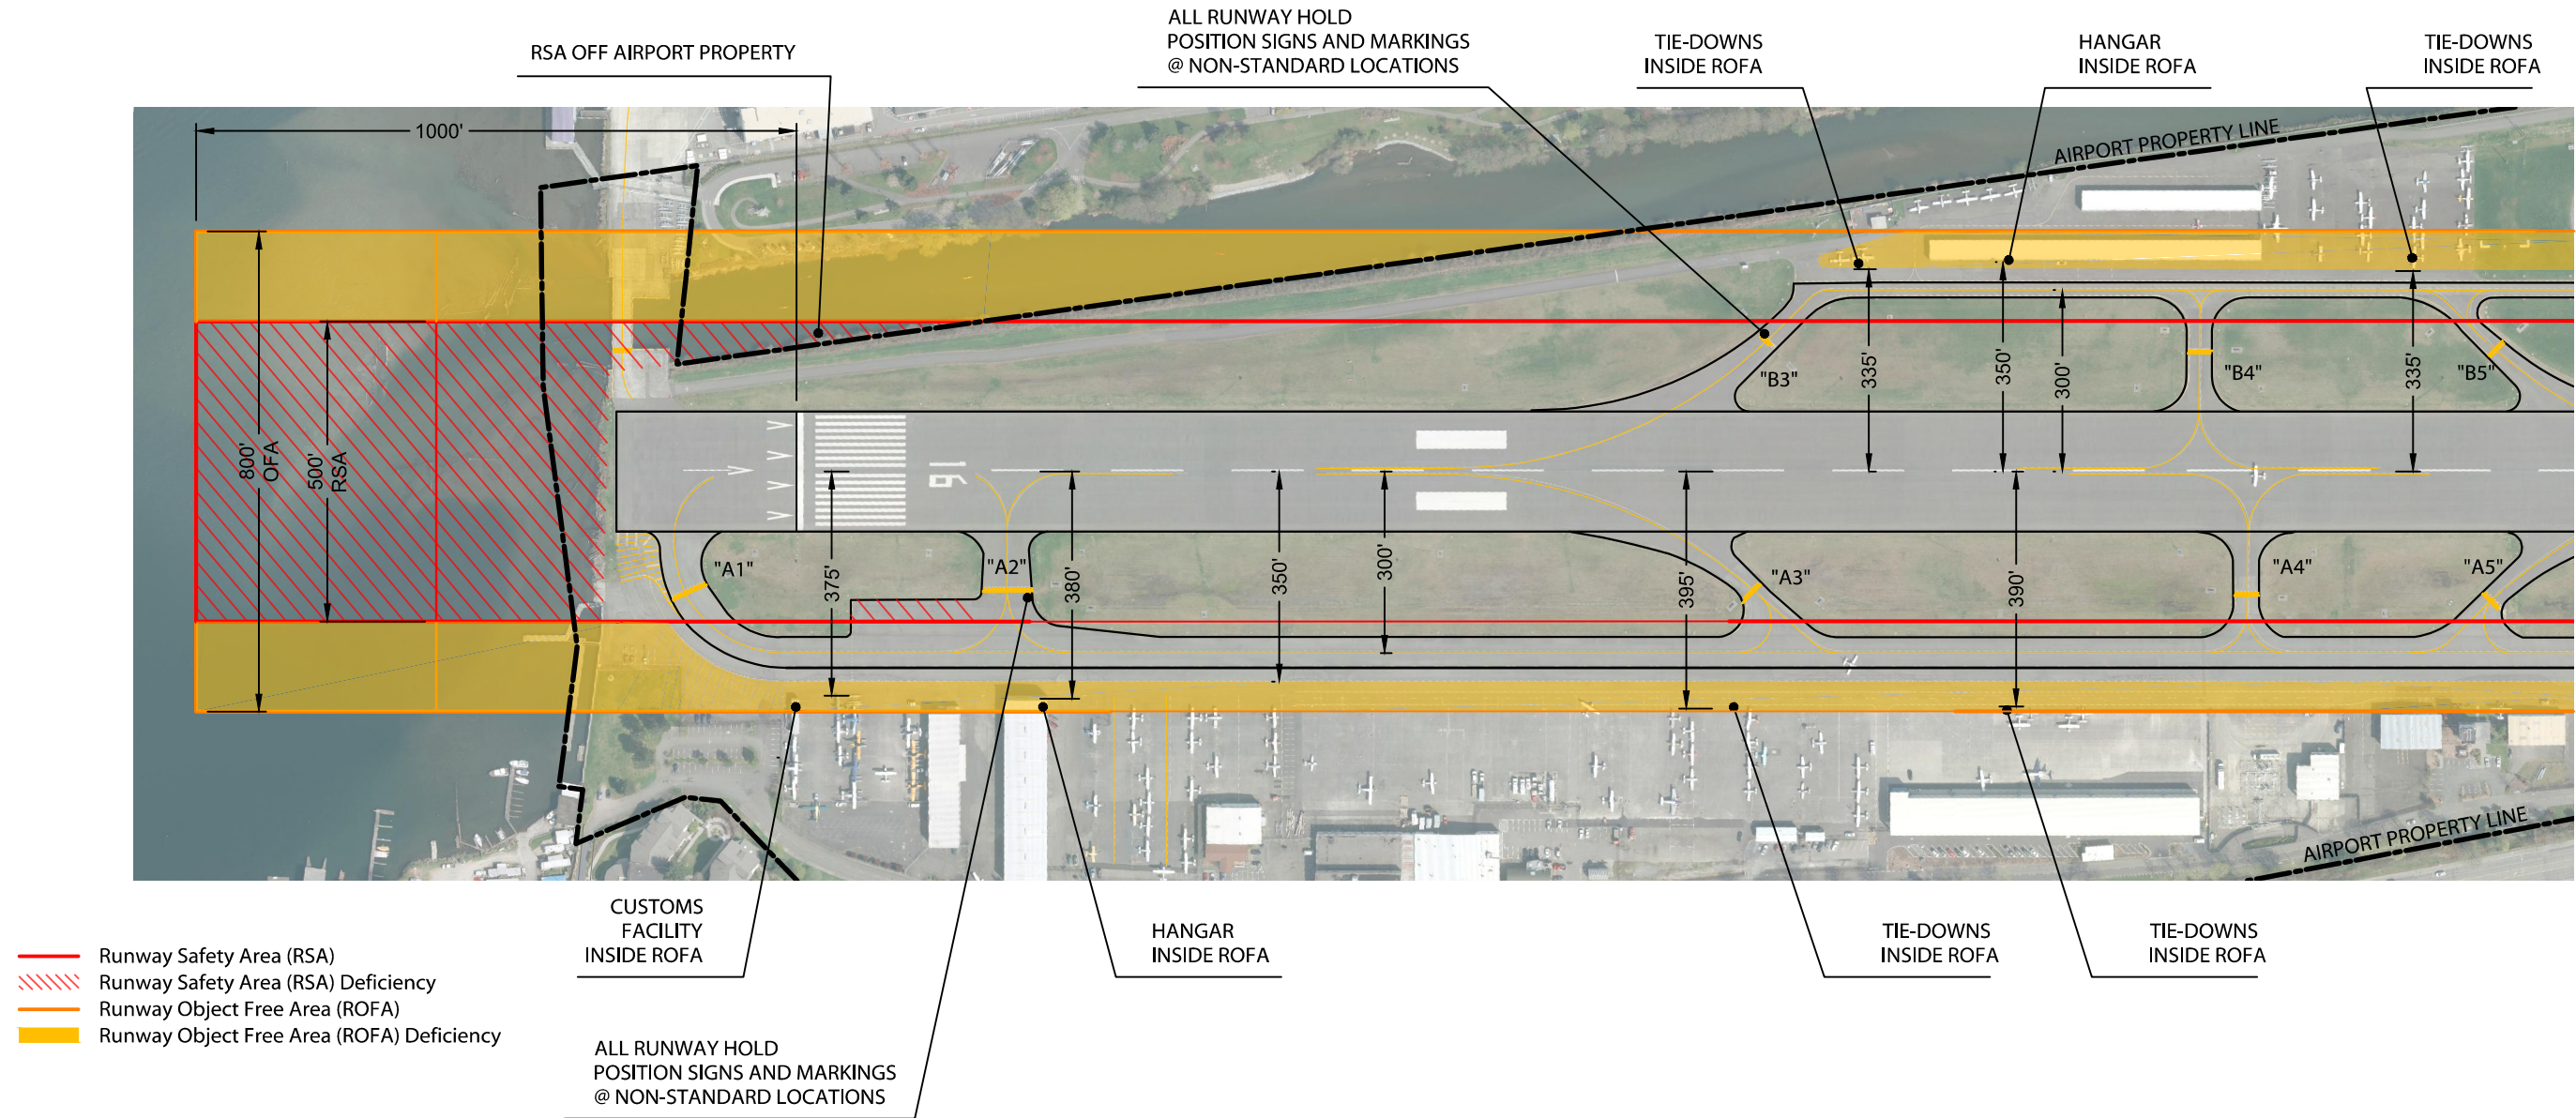 ALL RUNWAY HOLD
POSITION SIGNS AND MARKINGS
@ NON-STANDARD LOCATIONS
RSA OFF AIRPORT PROPERTY
TIE-DOWNS
INSIDE ROFA
HANGAR
INSIDE ROFA
TIE-DOWNS
INSIDE ROFA
1000'
AIRPORT PROPERTY LINE
800'
OFA
500'
RSA
"B3"
335'
350'
300'
"B4"
335'
"B5"
16
"A1"
375'
"A2"
380'
350'
300'
395'
"A3"
390'
"A4"
"A5"
AIRPORT PROPERTY LINE
CUSTOMS
FACILITY
INSIDE ROFA
HANGAR
INSIDE ROFA
TIE-DOWNS
INSIDE ROFA
TIE-DOWNS
INSIDE ROFA
Runway Safety Area (RSA)
Runway Safety Area (RSA) Deficiency
Runway Object Free Area (ROFA)
Runway Object Free Area (ROFA) Deficiency
ALL RUNWAY HOLD
POSITION SIGNS AND MARKINGS
@ NON-STANDARD LOCATIONS